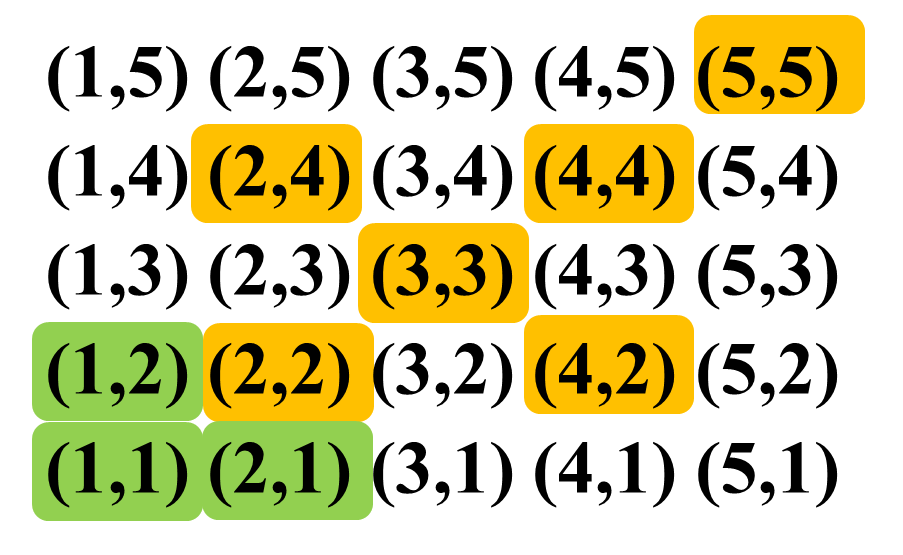 (1,5) (2,5) (3,5) (4,5) (5,5)
(1,4) (2,4) (3,4) (4,4) (5,4)
(1,3) (2,3) (3,3) (4,3) (5,3)
(1,2) (2,2) (3,2) (4,2) (5,2)
(1,1) (2,1) (3,1) (4,1) (5,1)